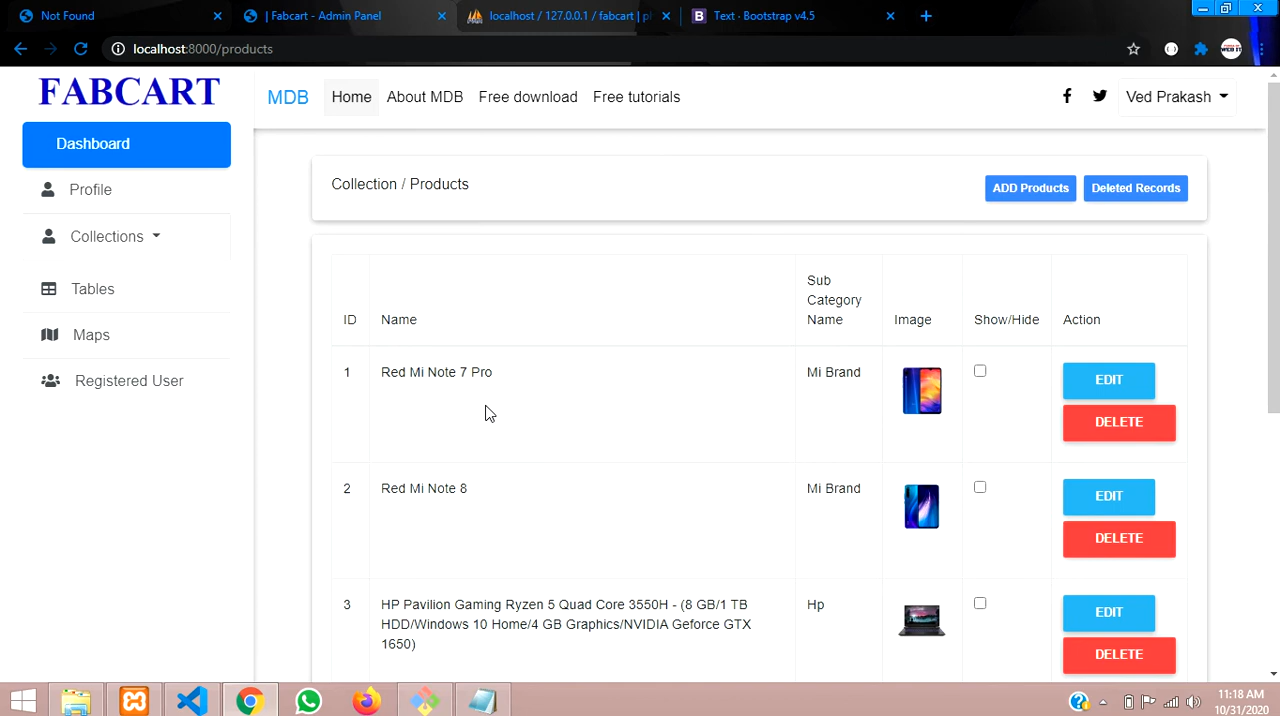 Not Found
| Fabcart - Admin Panel
localhost / 127.0.0.1 / fabcart | p
Text · Bootstrap v4.5
localhost:8000/products
FABCART
MDB Home About MDB Free download Free tutorials Ved Prakash
Dashboard
Profile
Collections
Tables
Maps
Registered User
Collection / Products
ADD Products Deleted Records
ID Name Sub Category Name Image Show/Hide Action
1 Red Mi Note 7 Pro Mi Brand EDIT
DELETE
2 Red Mi Note 8 Mi Brand EDIT
DELETE
3 HP Pavilion Gaming Ryzen 5 Quad Core 3550H - (8 GB/1 TB Hp EDIT
HDD/Windows 10 Home/4 GB Graphics/NVIDIA Geforce GTX
1650) DELETE
11:18 AM
10/31/2020